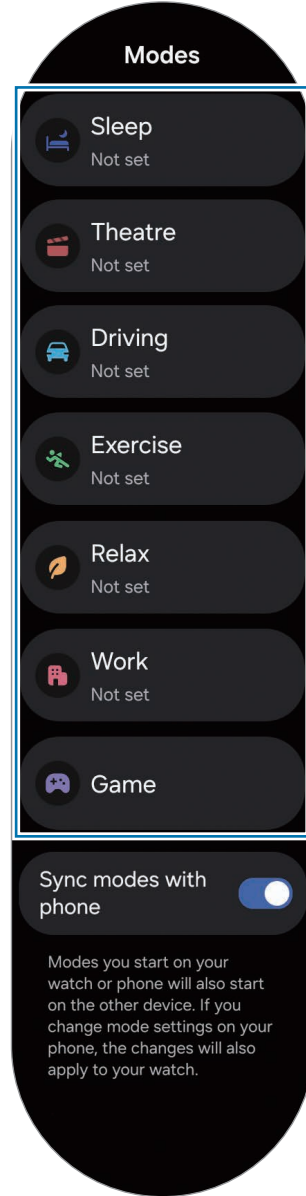 Modes
Sleep
Not set
Theatre
Not set
Driving
Not set
Exercise
Not set
Relax
Not set
Work
Not set
Game
Sync modes with
phone
Modes you start on your
watch or phone will also start
on the other device. If you
change mode settings on your
phone, the changes will also
apply to your watch.